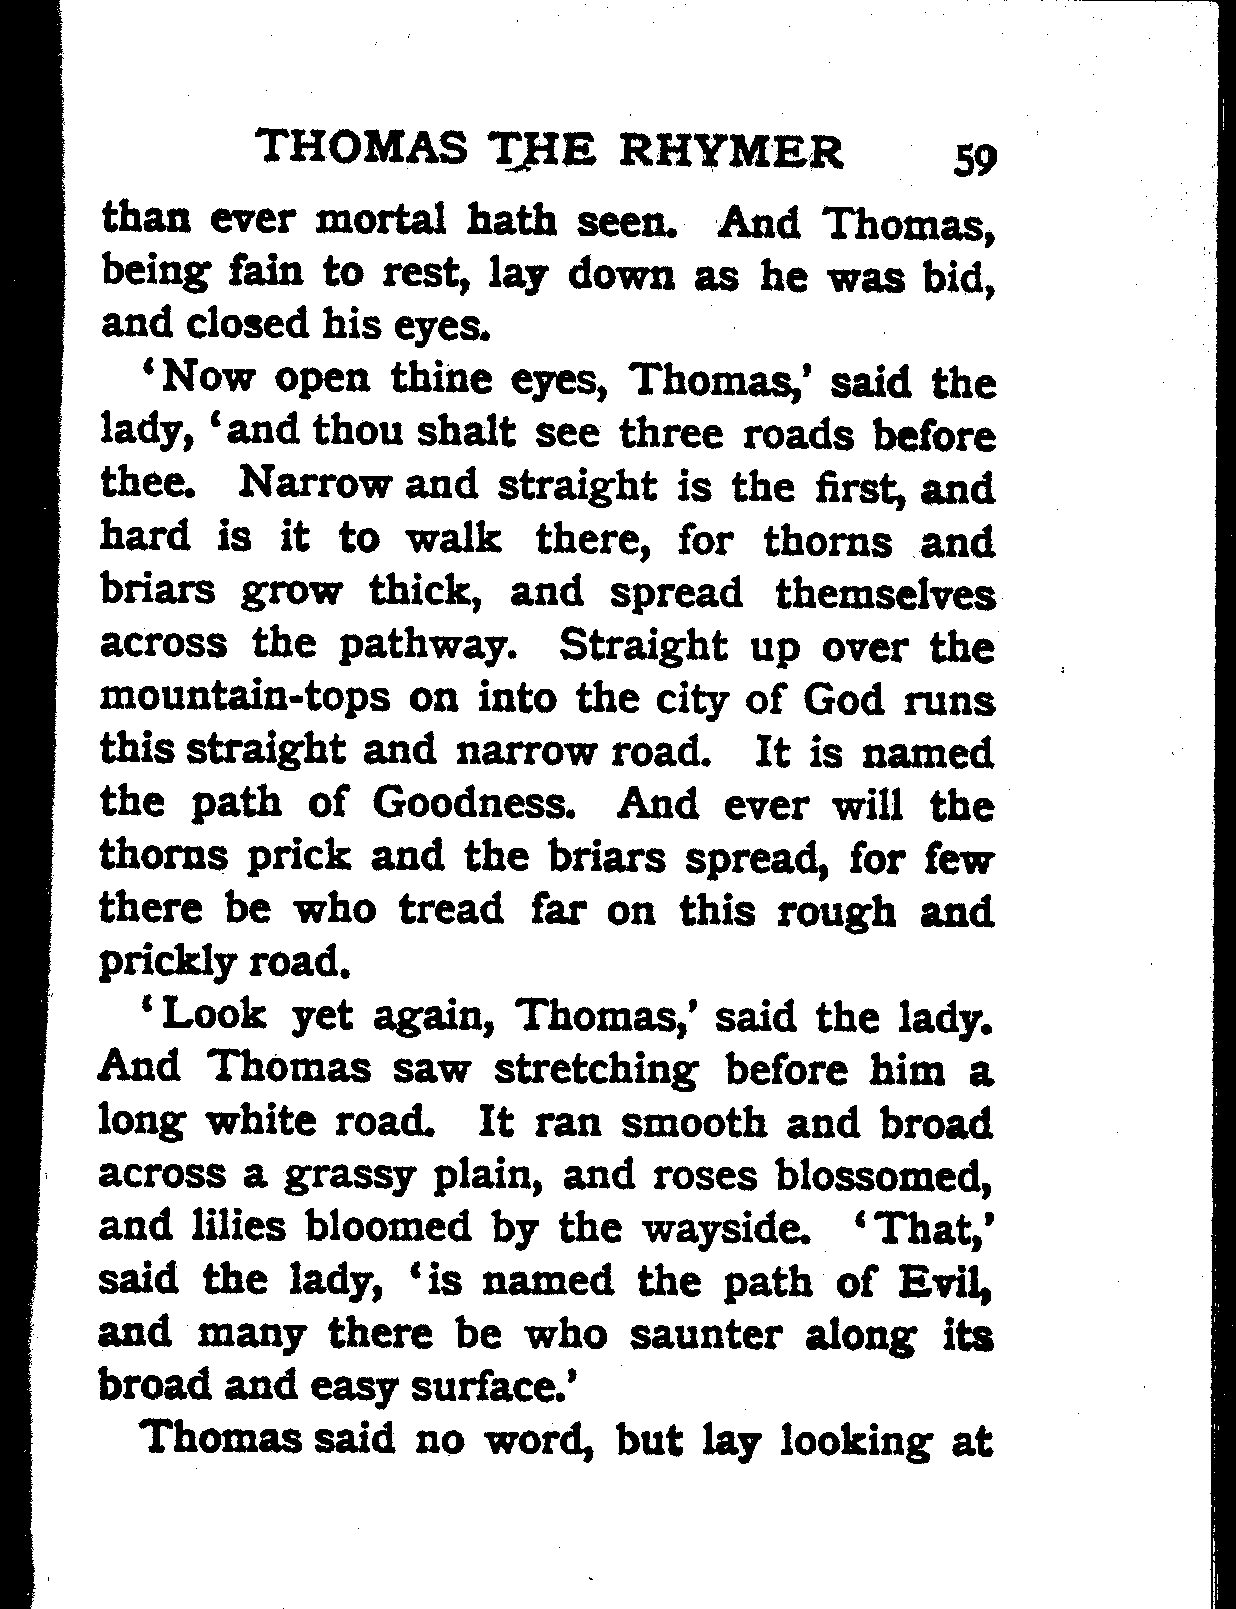 THOMAS THE RHYMER 59
than ever mortal hath seen. And Thomas,
being fain to rest, lay down as he was bid,
and closed his eyes.
‘Now open thine eyes, Thomas,’ said the
lady, ‘and thou shalt see three roads before
thee. Narrow and straight is the first, and
hard is it to walk there, for thorns and
briars grow thick, and spread themselves
across the pathway. Straight up over the
mountain-tops on into the city of God runs
this straight and narrow road. It is named
the path of Goodness. And ever will the
thorns prick and the briars spread, for few
there be who tread far on this rough and
prickly road.
‘Look yet again, Thomas,’ said the lady.
And Thomas saw stretching before him a
long white road. It ran smooth and broad
across a grassy plain, and roses blossomed,
and lilies bloomed by the wayside. ‘That,’
said the lady, ‘is named the path of Evil,
and many there be who saunter along its
broad and easy surface.’
Thomas said no word, but lay looking at